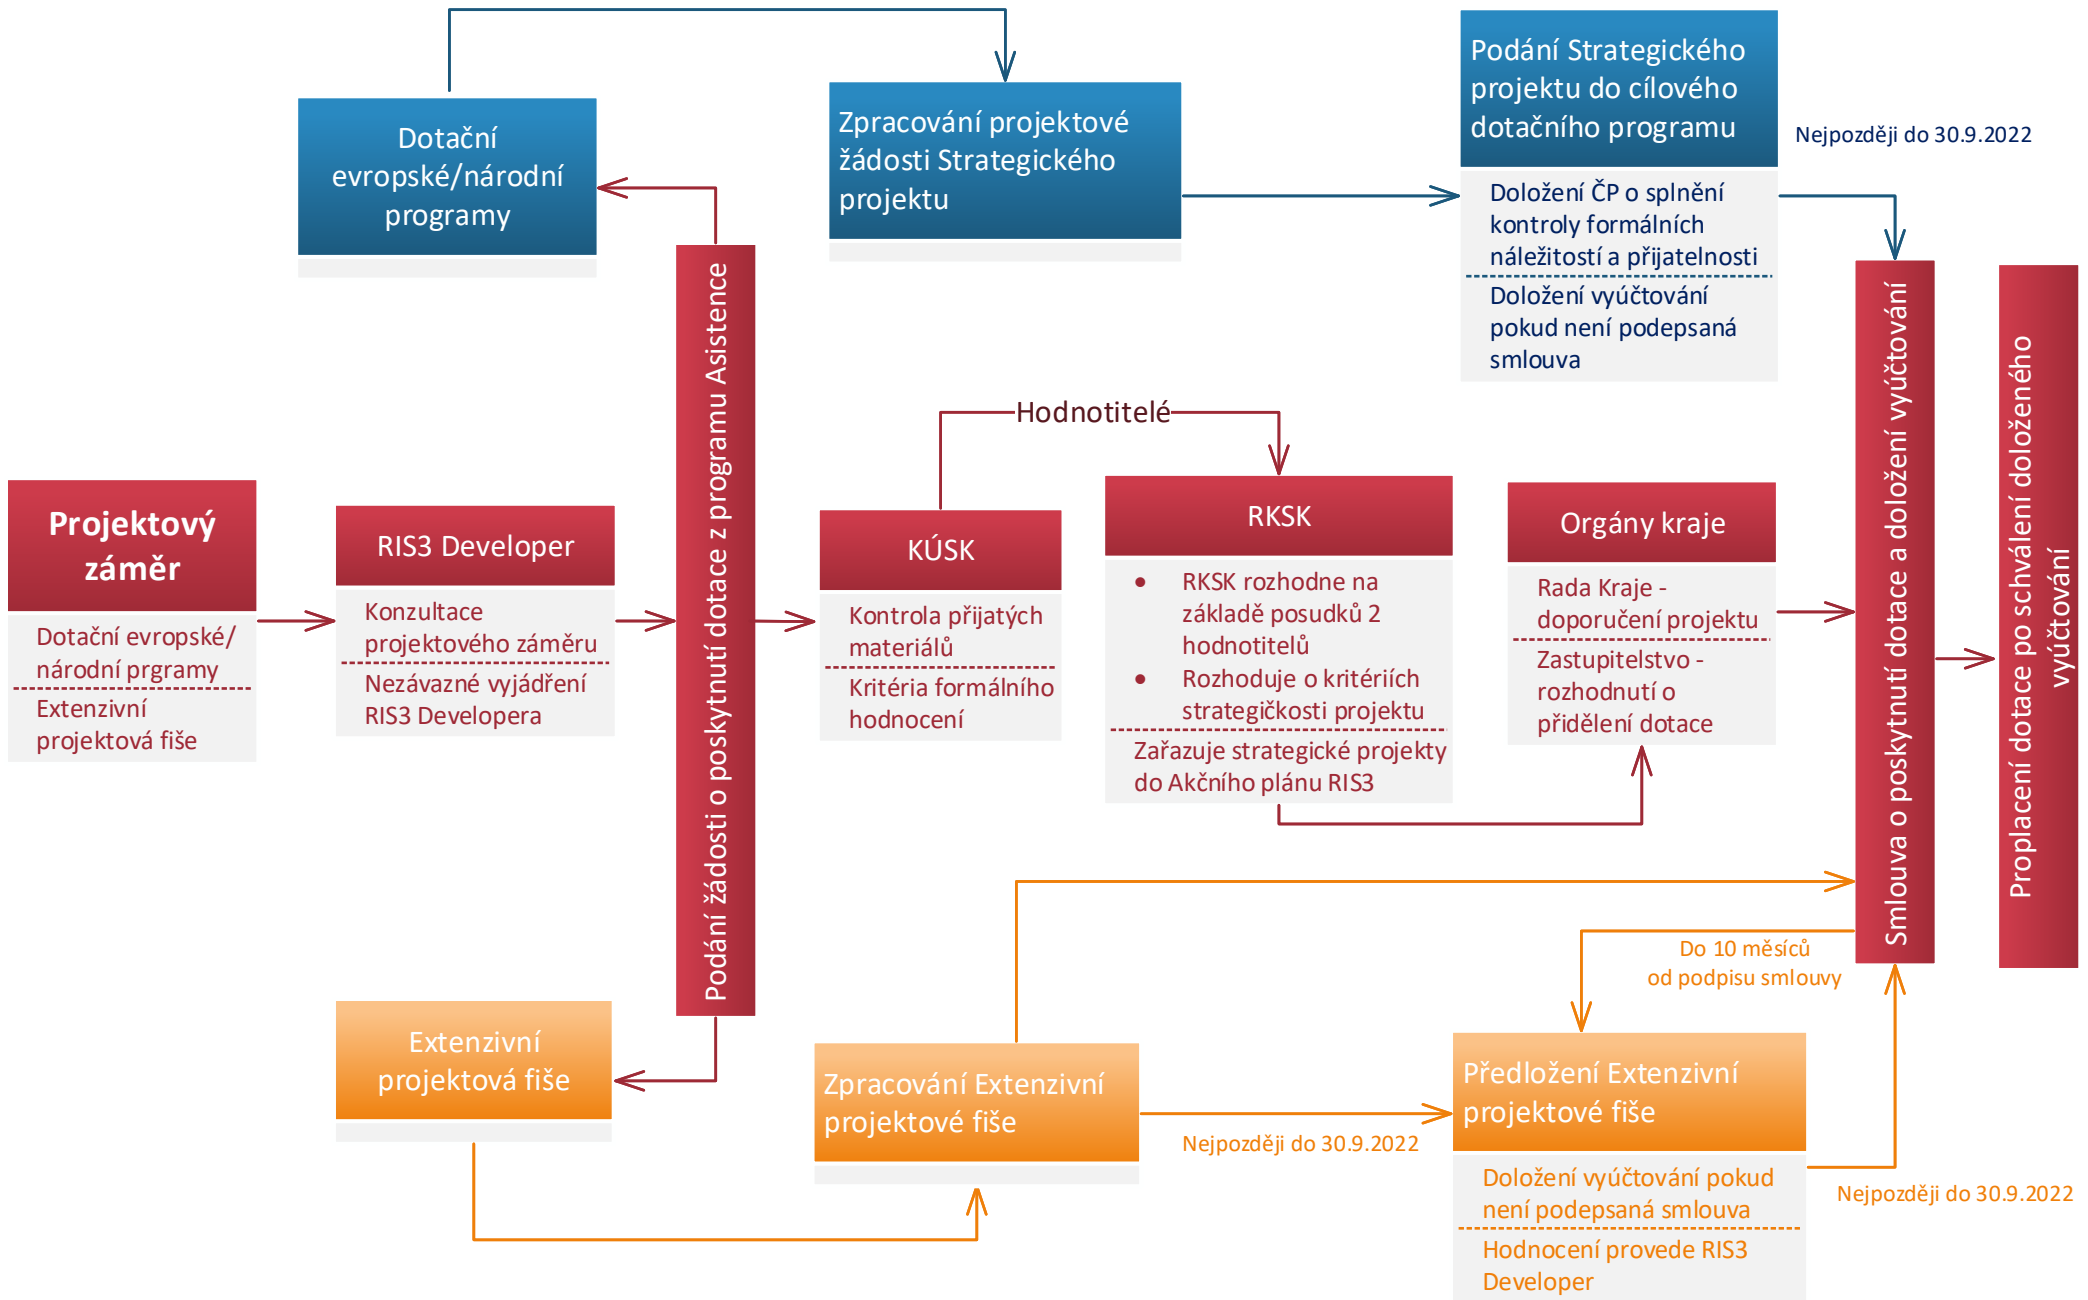 Dotační
evropské/národní
programy
Zpracování projektové
žádosti Strategického
projektu
Podání Strategického
projektu do cílového
dotačního programu
Nejpozději do 30.9.2022
Doložení ČP o splnění
kontroly formálních
náležitostí a přijatelnosti
Doložení vyúčtování
pokud není podepsaná
smlouva
Projektový
záměr
Dotační evropské/
národní prgramy
Extenzivní
projektová fiše
RIS3 Developer
Konzultace
projektového záměru
Nezávazné vyjádření
RIS3 Developera
Podání žádosti o poskytnutí dotace z programu Asistence
KÚSK
Kontrola přijatých
materiálů
Kritéria formálního
hodnocení
Hodnotitelé
RKSK
• RKSK rozhodne na
základě posudků 2
hodnotitelů
• Rozhoduje o kritériích
strategičkosti projektu
Zařazuje strategické projekty
do Akčního plánu RIS3
Orgány kraje
Rada Kraje -
doporučení projektu
Zastupitelstvo -
rozhodnutí o
přidělení dotace
Smlouva o poskytnutí dotace a doložení vyúčtování
Proplacení dotace po schválení doloženého
vyúčtování
Extenzivní
projektová fiše
Zpracování Extenzivní
projektové fiše
Nejpozději do 30.9.2022
Do 10 měsíců
od podpisu smlouvy
Předložení Extenzivní
projektové fiše
Doložení vyúčtování pokud
není podepsaná smlouva
Hodnocení provede RIS3
Developer
Nejpozději do 30.9.2022